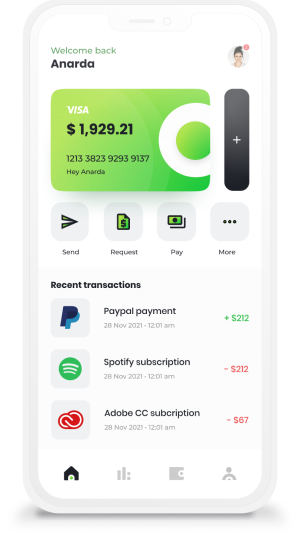 Welcome back
Anarda
VISA
$ 1,929.21
1213 3823 9293 9137
Hey Anarda
+
Send
Request
Pay
More
Recent transactions
Paypal payment
+ $212
28 Nov 2021 - 12:01 am
Spotify subscription
- $212
28 Nov 2021 - 12:01 am
Adobe CC subcription
- $67
28 Nov 2021 - 12:01 am